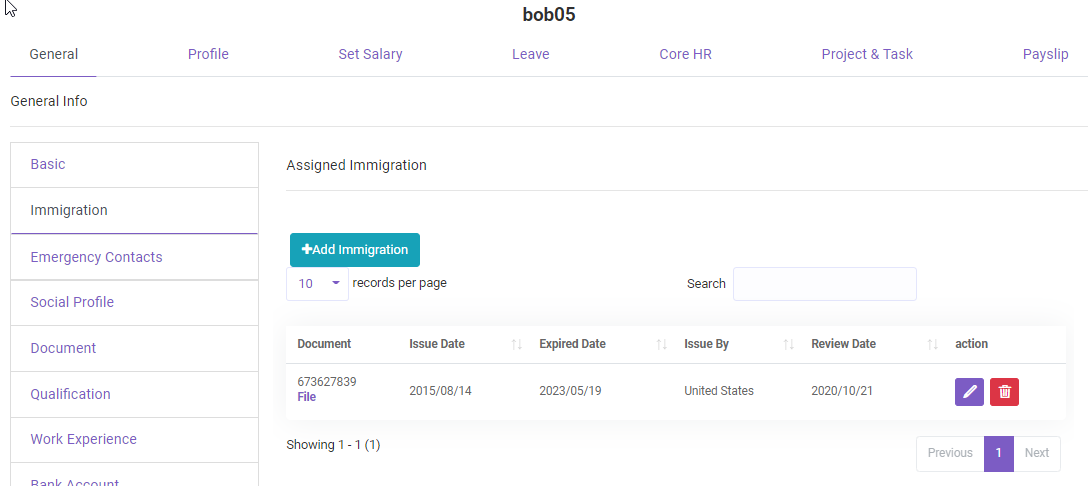 bob05
General Profile Set Salary Leave Core HR Project & Task Payslip
General Info
Basic
Immigration
Emergency Contacts
Social Profile
Document
Qualification
Work Experience
Bank Account
Assigned Immigration
+Add Immigration
10 records per page Search
Document Issue Date Expired Date Issue By Review Date action
673627839
File
2015/08/14 2023/05/19 United States 2020/10/21
Showing 1 - 1 (1)
Previous 1 Next